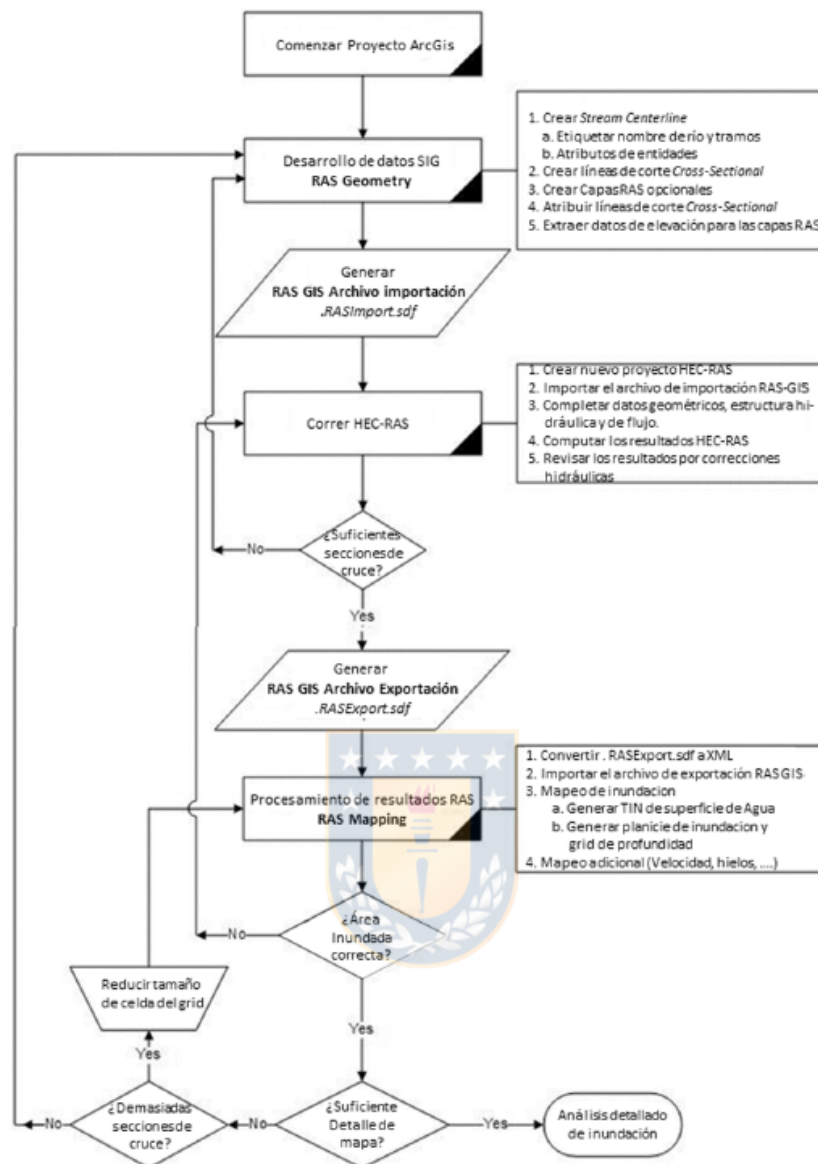 Comenzar Proyecto ArcGis
Desarrollo de datos SIG
RAS Geometry
1. Crear Stream Centerline
a. Etiquetar nombre de río y tramos
b. Atributos de entidades
2. Crear líneas de corte Cross-Sectional
3. Crear CapasRAS opcionales
4. Atribuir líneas de corte Cross-Sectional
5. Extraer datos de elevación para las capas RAS
Generar
RAS GIS Archivo importación
.RASImport.sdf
Correr HEC-RAS
1. Crear nuevo proyecto HEC-RAS
2. Importar el archivo de importación RAS-GIS
3. Completar datos geométricos, estructura hi-
dráulica y de flujo.
4. Computar los resultados HEC-RAS
5. Revisar los resultados por correcciones
hidráulicas
¿Suficientes
secciones de
cruce?
No
Yes
Generar
RAS GIS Archivo Exportación
.RASExport.sdf
Procesamiento de resultados RAS
RAS Mapping
1. Convertir .RASExport.sdf a XML
2. Importar el archivo de exportación RAS GIS
3. Mapeo de inundacion
a. Generar TIN de superficie de Agua
b. Generar planicie de inundacion y
grid de profundidad
4. Mapeo adicional (Velocidad, hielos, ....)
¿Área
Inundada
correcta?
No
Yes
Reducir tamaño
de celda del grid
Yes
¿Demasiadas
secciones de
cruce?
No
No
¿Suficiente
Detalle de
mapa?
Yes
Análisis detallado
de inundación